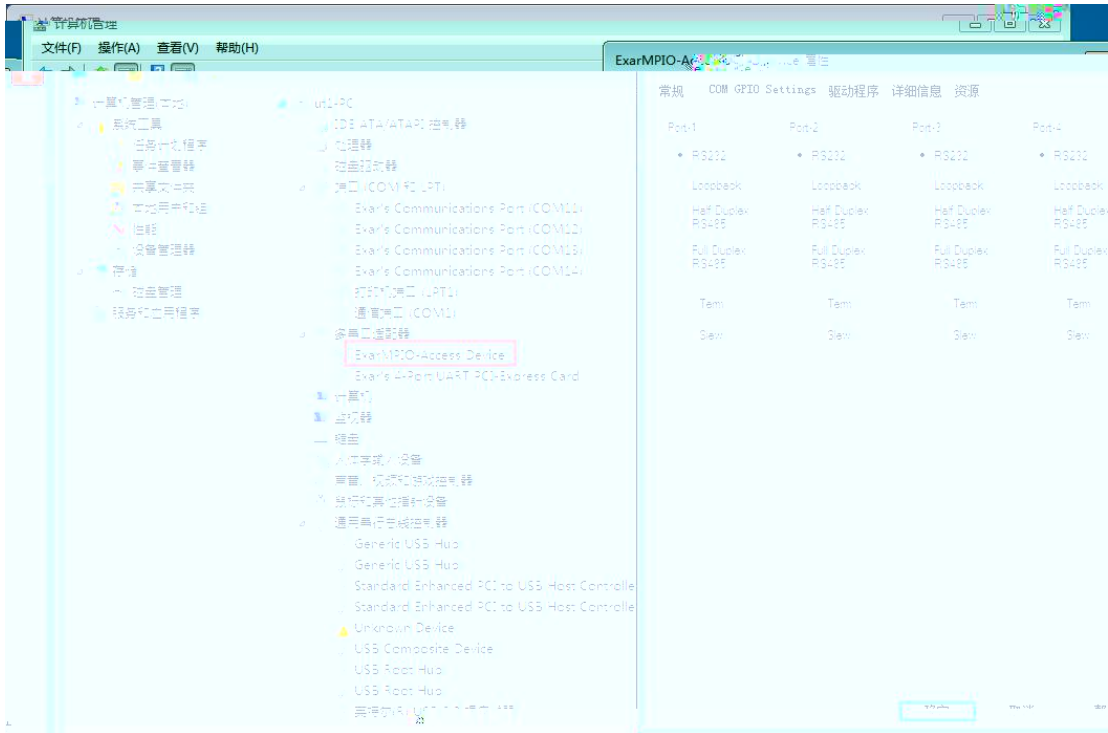 计算机管理
文件(F) 操作(A) 查看(V) 帮助(H)
计算机管理(本地)
系统工具
任务计划程序
事件查看器
共享文件夹
本地用户和组
性能
设备管理器
存储
磁盘管理
服务和应用程序
ut1-PC
IDE ATA/ATAPI 控制器
处理器
磁盘驱动器
端口 (COM 和 LPT)
Exar's Communications Port (COM11)
Exar's Communications Port (COM12)
Exar's Communications Port (COM13)
Exar's Communications Port (COM14)
打印机端口 (LPT1)
通信端口 (COM1)
多串口适配器
ExarMPIO-Access Device
Exar's 4-Port UART PCI-Express Card
计算机
监视器
键盘
人体学输入设备
声音、视频和游戏控制器
鼠标和其他指针设备
通用串行总线控制器
Generic USB Hub
Generic USB Hub
Standard Enhanced PCI to USB Host Controlle
Standard Enhanced PCI to USB Host Controlle
Unknown Device
USB Composite Device
USB Root Hub
USB Root Hub
ExarMPIO-Access Device 属性
常规 COM GPIO Settings 驱动程序 详细信息 资源
Port-1 Port-2 Port-3 Port-4
RS232 RS232 RS232 RS232
Loopback Loopback Loopback Loopback
Half Duplex Half Duplex Half Duplex Half Duplex
RS485 RS485 RS485 RS485
Full Duplex Full Duplex Full Duplex Full Duplex
RS485 RS485 RS485 RS485
Term Term Term Term
Slew Slew Slew Slew